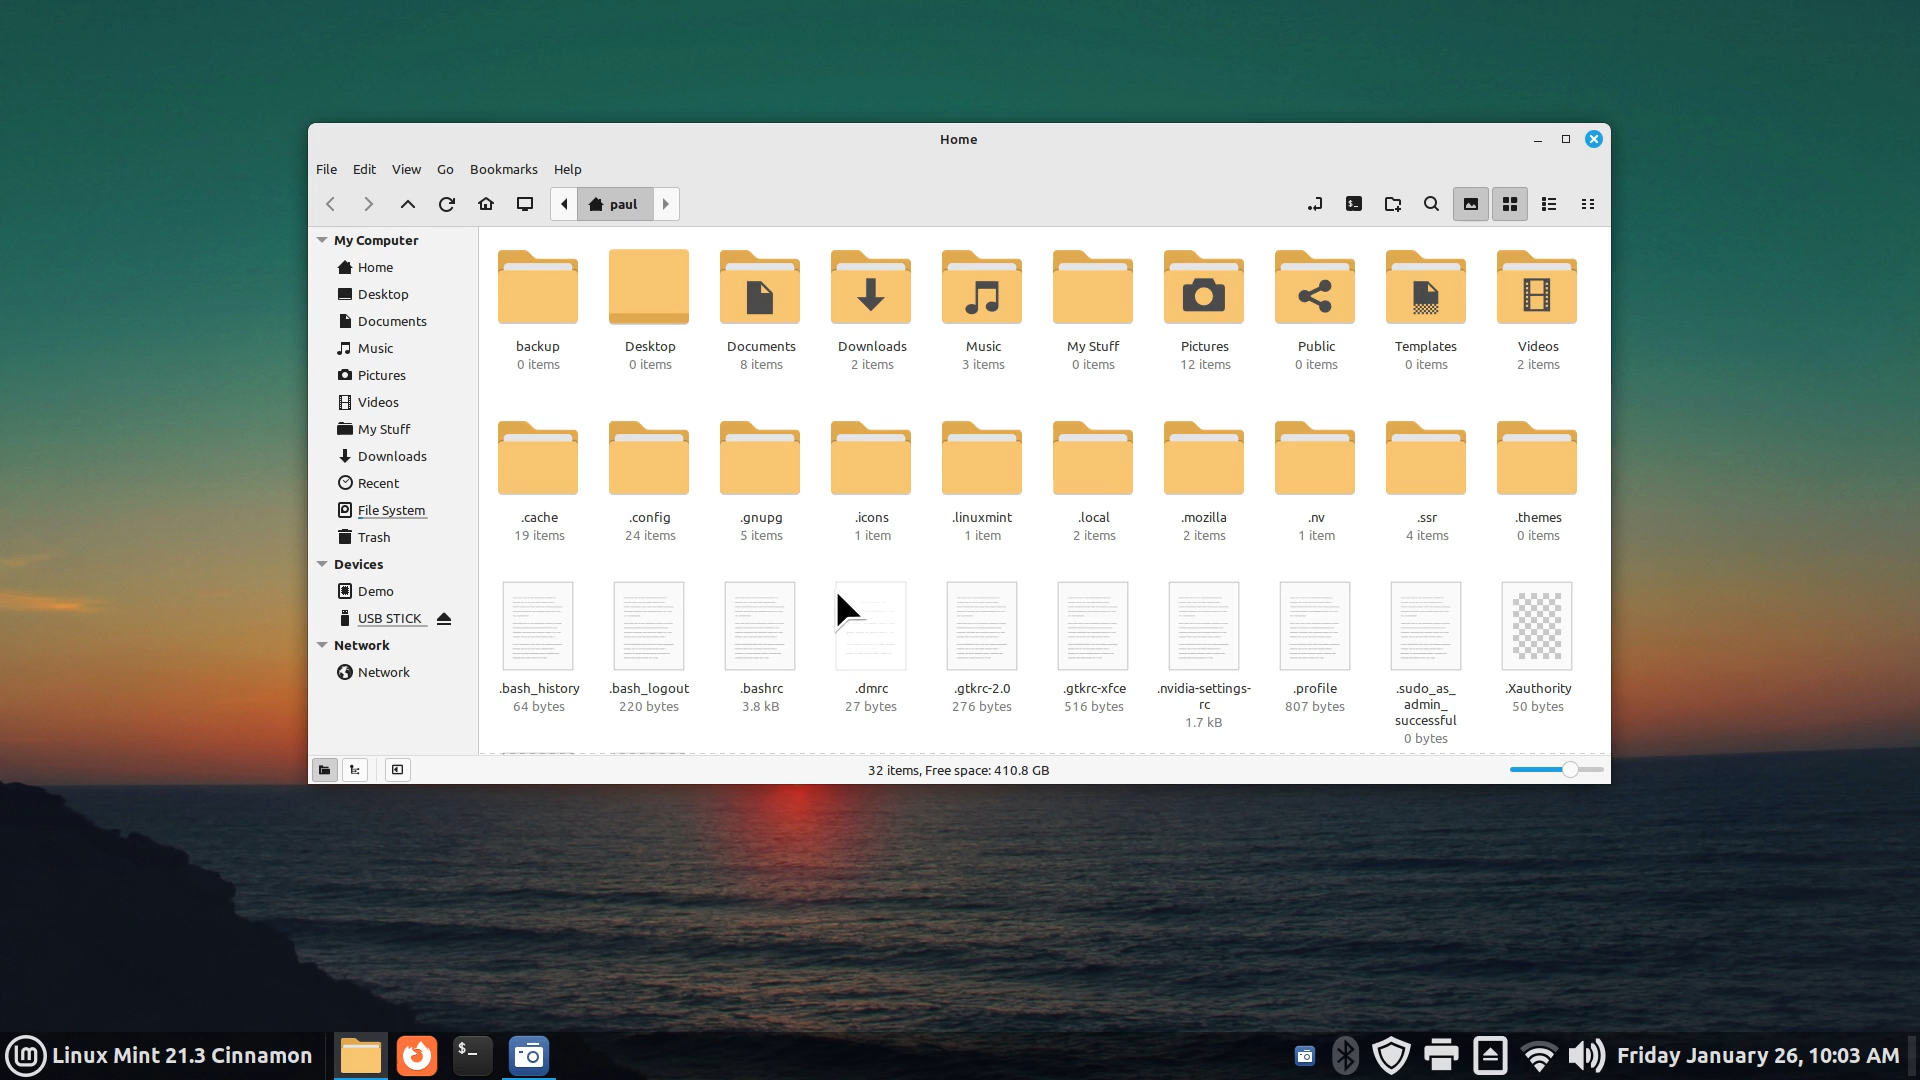 Home
File Edit View Go Bookmarks Help
paul
My Computer
Home
Desktop
Documents
Music
Pictures
Videos
My Stuff
Downloads
Recent
File System
Trash
Devices
Demo
USB STICK
Network
Network
backup Desktop Documents Downloads Music My Stuff Pictures Public Templates Videos
0 items 0 items 8 items 2 items 3 items 0 items 12 items 0 items 0 items 2 items
.cache .config .gnupg .icons .linuxmint .local .mozilla .nv .ssr .themes
19 items 24 items 5 items 1 item 1 item 2 items 2 items 1 item 4 items 0 items
.bash_history
64 bytes
.bash_logout
220 bytes
.bashrc
3.8 kB
.dmrc
27 bytes
.gtkrc-2.0
276 bytes
.gtkrc-xfce
516 bytes
.nvidia-settings-
rc
1.7 kB
.profile
807 bytes
.sudo_as_
admin_
successful
0 bytes
.Xauthority
50 bytes
32 items, Free space: 410.8 GB
Linux Mint 21.3 Cinnamon
$_
Friday January 26, 10:03 AM